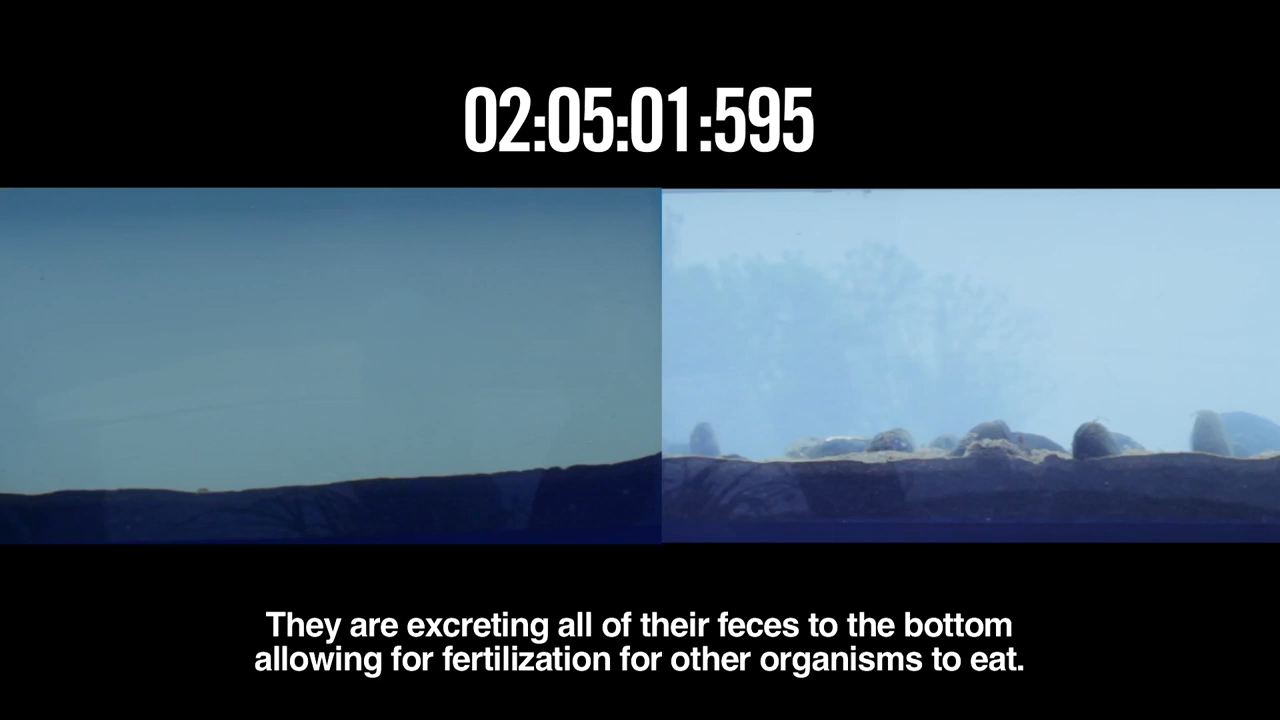 02:05:01:595
They are excreting all of their feces to the bottom
allowing for fertilization for other organisms to eat.